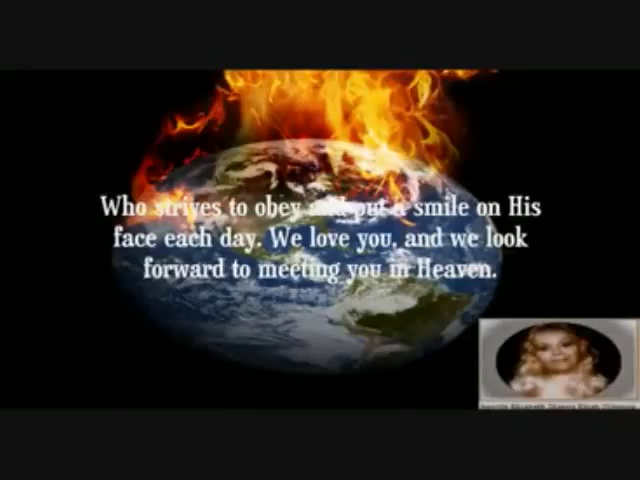 Who strives to obey and put a smile on His
face each day. We love you, and we look
forward to meeting you in Heaven.